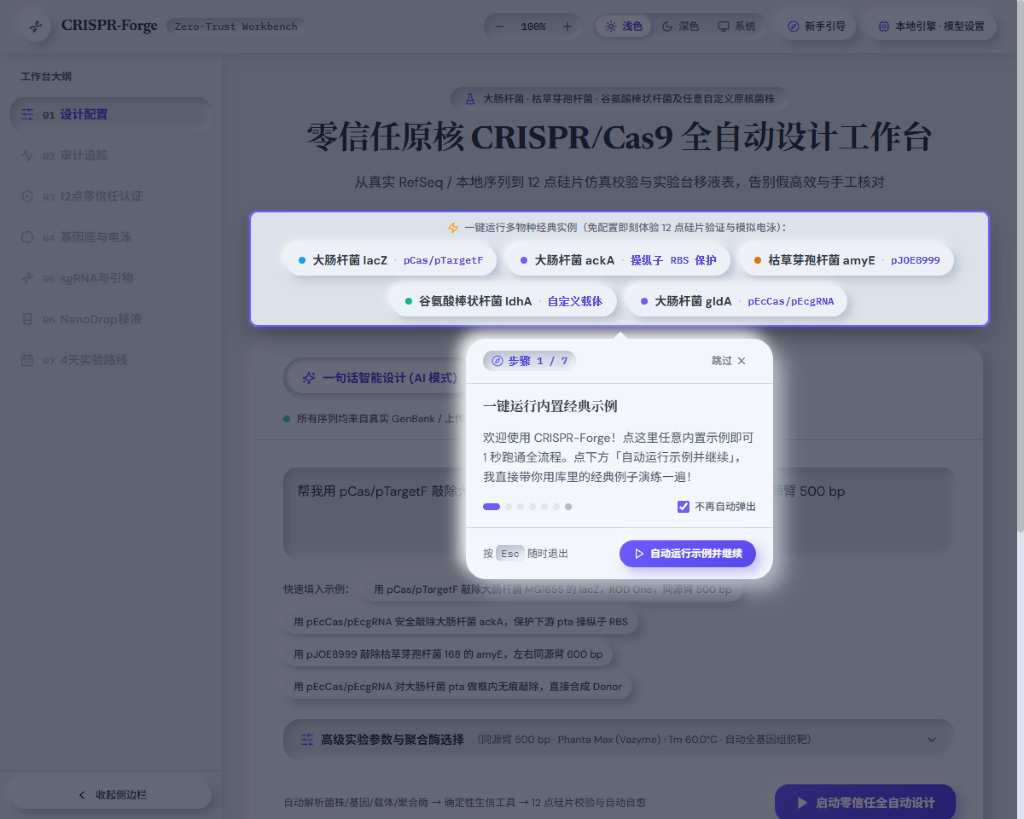 CRISPR-Forge Zero-Trust Workbench
100%
浅色 深色 系统
新手引导
本地引擎 · 模型设置
工作台大纲
01 设计配置
02 审计追踪
03 12点零信任认证
04 基因座与电泳
05 sgRNA与引物
06 NanoDrop移液
07 4天实验路线
收起侧边栏
大肠杆菌 · 枯草芽孢杆菌 · 谷氨酸棒状杆菌及任意自定义原核菌株
零信任原核 CRISPR/Cas9 全自动设计工作台
从真实 RefSeq / 本地序列到 12 点硅片仿真校验与实验台移液表，告别假高效与手工核对
一键运行多物种经典实例（免配置即刻体验 12 点硅片验证与模拟电泳）：
大肠杆菌 lacZ · pCas/pTargetF
大肠杆菌 ackA · 操纵子 RBS 保护
枯草芽孢杆菌 amyE · pJOE8999
谷氨酸棒状杆菌 ldhA · 自定义载体
大肠杆菌 gldA · pEcCas/pEcgRNA
一句话智能设计 (AI 模式)
所有序列均来自真实 GenBank / 上传
帮我用 pCas/pTargetF 敲除大
源臂 500 bp
步骤 1 / 7
跳过
一键运行内置经典示例
欢迎使用 CRISPR-Forge！点这里任意内置示例即可
1 秒跑通全流程。点下方「自动运行示例并继续」，
我直接带你用库里的经典例子演练一遍！
不再自动弹出
按 Esc 随时退出
自动运行示例并继续
快速填入示例：
用 pCas/pTargetF 敲除大肠杆菌 MG1655 的 lacZ，KOD One，同源臂 500 bp
用 pEcCas/pEcgRNA 安全敲除大肠杆菌 ackA，保护下游 pta 操纵子 RBS
用 pJOE8999 敲除枯草芽孢杆菌 168 的 amyE，左右同源臂 600 bp
用 pEcCas/pEcgRNA 对大肠杆菌 pta 做框内无痕敲除，直接合成 Donor
高级实验参数与聚合酶选择 （同源臂 500 bp · Phanta Max (Vazyme) · Tm 60.0°C · 自动全基因组脱靶）
自动解析菌株/基因/载体/聚合酶 → 确定性生信工具 → 12 点硅片校验与自动自愈
启动零信任全自动设计